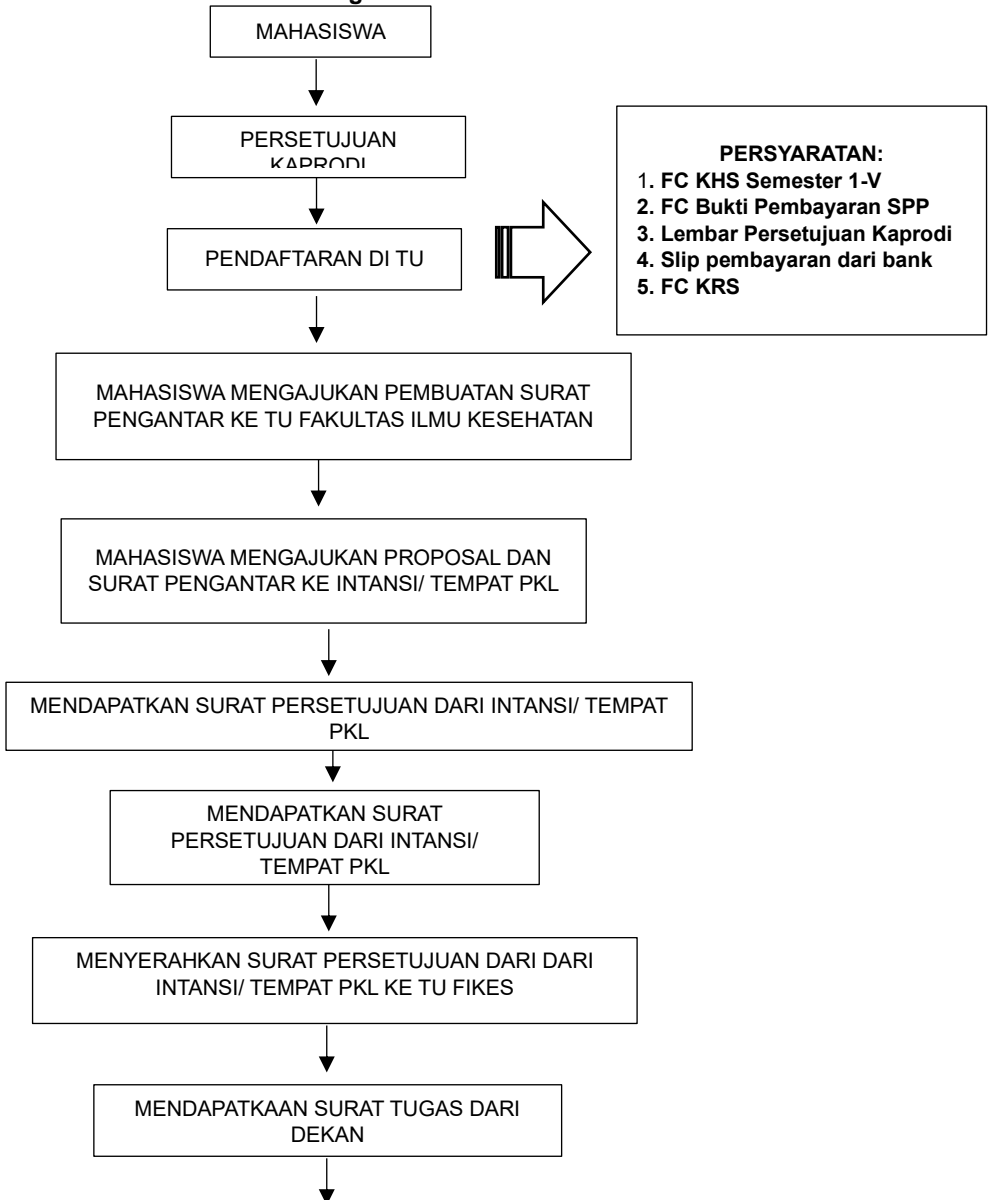 MAHASISWA
PERSETUJUAN
KAPRODI
PERSYARATAN:
1. FC KHS Semester 1-V
2. FC Bukti Pembayaran SPP
3. Lembar Persetujuan Kaprodi
4. Slip pembayaran dari bank
5. FC KRS
PENDAFTARAN DI TU
MAHASISWA MENGAJUKAN PEMBUATAN SURAT
PENGANTAR KE TU FAKULTAS ILMU KESEHATAN
MAHASISWA MENGAJUKAN PROPOSAL DAN
SURAT PENGANTAR KE INTANSI/ TEMPAT PKL
MENDAPATKAN SURAT PERSETUJUAN DARI INTANSI/ TEMPAT
PKL
MENDAPATKAN SURAT
PERSETUJUAN DARI INTANSI/
TEMPAT PKL
MENYERAHKAN SURAT PERSETUJUAN DARI DARI
INTANSI/ TEMPAT PKL KE TU FIKES
MENDAPATKAAN SURAT TUGAS DARI
DEKAN